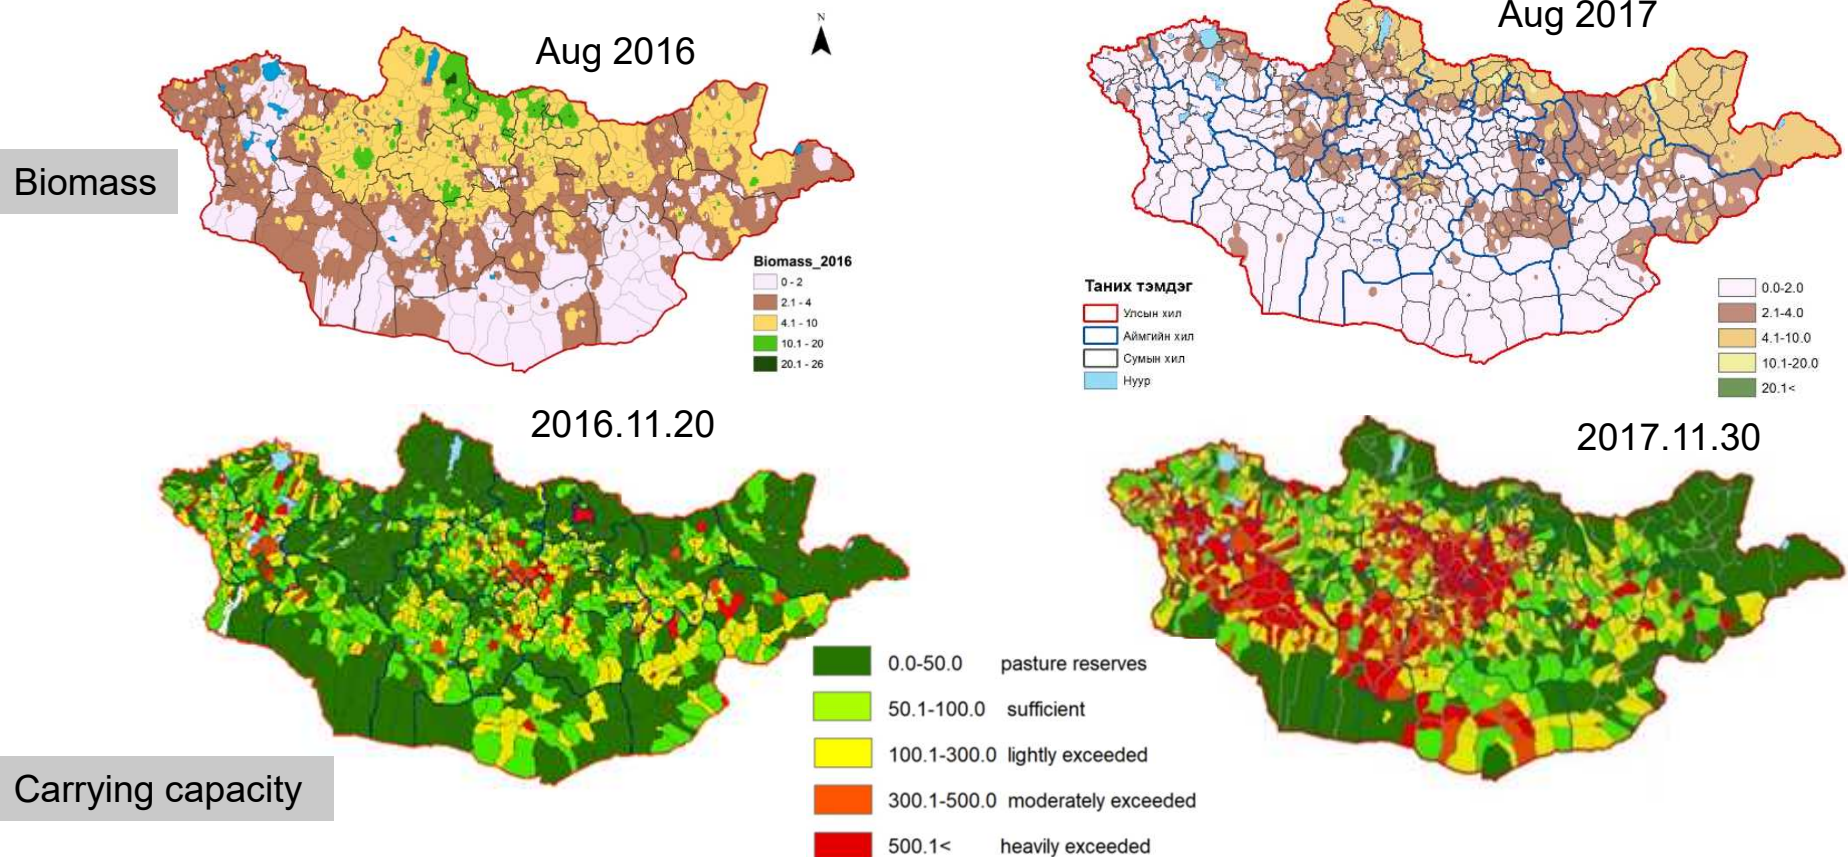 Aug 2016
N
Aug 2017
Biomass
Biomass_2016
0 - 2
2.1 - 4
4.1 - 10
10.1 - 20
20.1 - 26
Таних тэмдэг
Улсын хил
Аймгийн хил
Сумын хил
Нуур
0.0-2.0
2.1-4.0
4.1-10.0
10.1-20.0
20.1<
2016.11.20
2017.11.30
0.0-50.0 pasture reserves
50.1-100.0 sufficient
100.1-300.0 lightly exceeded
300.1-500.0 moderately exceeded
500.1< heavily exceeded
Carrying capacity